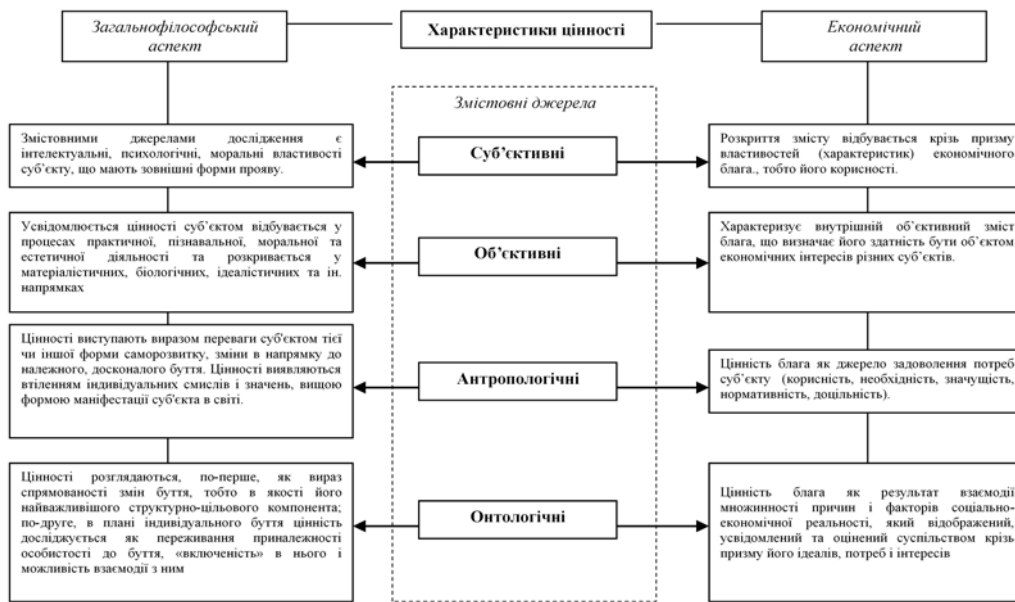 Загальнофілософський
аспект
Характеристики цінності
Економічний
аспект
Змістовні джерела
Змістовними джерелами дослідження є
інтелектуальні, психологічні, моральні властивості
суб’єкту, що мають зовнішні форми прояву.
Суб’єктивні
Розкриття змісту відбувається крізь призму
властивостей (характеристик) економічного
блага., тобто його корисності.
Усвідомлюється цінності суб’єктом відбувається у
процесах практичної, пізнавальної, моральної та
естетичної діяльності та розкривається у
матеріалістичних, біологічних, ідеалістичних та ін.
напрямках
Об’єктивні
Характеризує внутрішній об’єктивний зміст
блага, що визначає його здатність бути об’єктом
економічних інтересів різних суб’єктів.
Цінності виступають виразом переваги суб'єктом тієї
чи іншої форми саморозвитку, зміни в напрямку до
належного, досконалого буття. Цінності виявляються
втіленням індивідуальних смислів і значень, вищою
формою маніфестації суб'єкта в світі.
Антропологічні
Цінність блага як джерело задоволення потреб
суб’єкту (корисність, необхідність, значущість,
нормативність, доцільність).
Цінності розглядаються, по-перше, як вираз
спрямованості змін буття, тобто в якості його
найважливішого структурно-цільового компонента;
по-друге, в плані індивідуального буття цінність
досліджується як переживання приналежності
особистості до буття, «включеність» в нього і
можливість взаємодії з ним
Онтологічні
Цінність блага як результат взаємодії
множинності причин і факторів соціально-
економічної реальності, який відображений,
усвідомлений та оцінений суспільством крізь
призму його ідеалів, потреб і інтересів